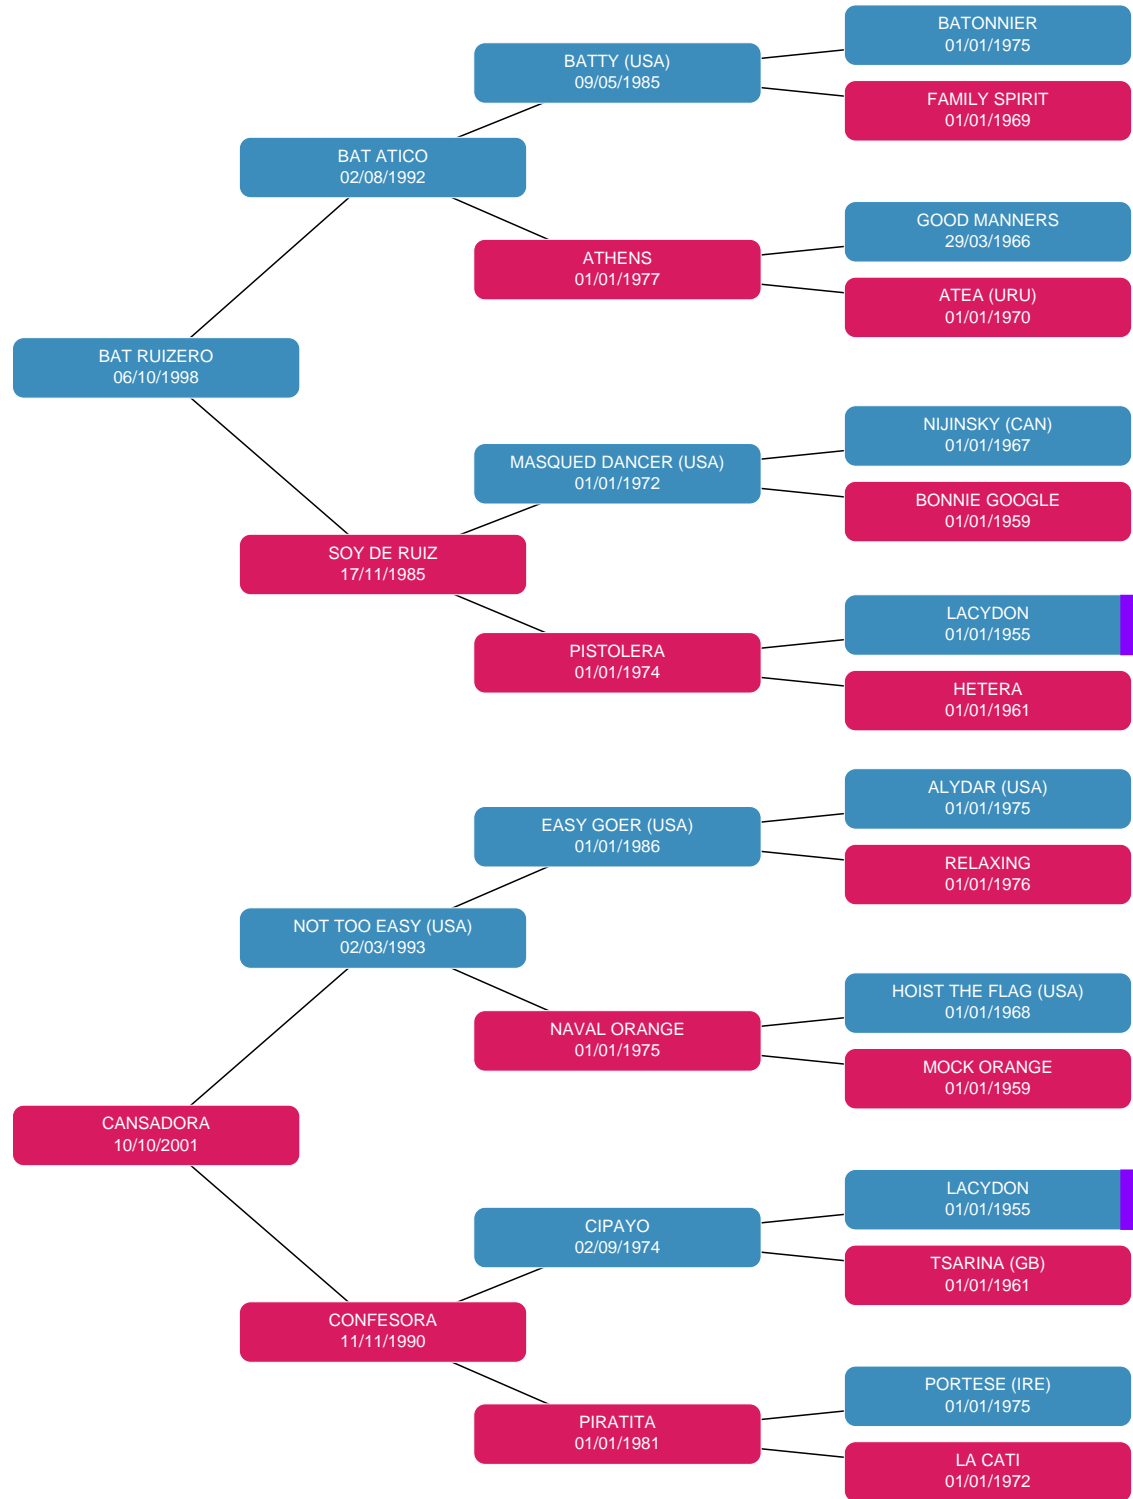 BATONNIER
01/01/1975
BATTY (USA)
09/05/1985
FAMILY SPIRIT
01/01/1969
BAT ATICO
02/08/1992
GOOD MANNERS
29/03/1966
ATHENS
01/01/1977
ATEA (URU)
01/01/1970
BAT RUIZERO
06/10/1998
NIJINSKY (CAN)
01/01/1967
MASQUED DANCER (USA)
01/01/1972
BONNIE GOOGLE
01/01/1959
SOY DE RUIZ
17/11/1985
LACYDON
01/01/1955
PISTOLERA
01/01/1974
HETERA
01/01/1961
ALYDAR (USA)
01/01/1975
EASY GOER (USA)
01/01/1986
RELAXING
01/01/1976
NOT TOO EASY (USA)
02/03/1993
HOIST THE FLAG (USA)
01/01/1968
NAVAL ORANGE
01/01/1975
MOCK ORANGE
01/01/1959
CANSADORA
10/10/2001
LACYDON
01/01/1955
CIPAYO
02/09/1974
TSARINA (GB)
01/01/1961
CONFESORA
11/11/1990
PORTESE (IRE)
01/01/1975
PIRATITA
01/01/1981
LA CATI
01/01/1972